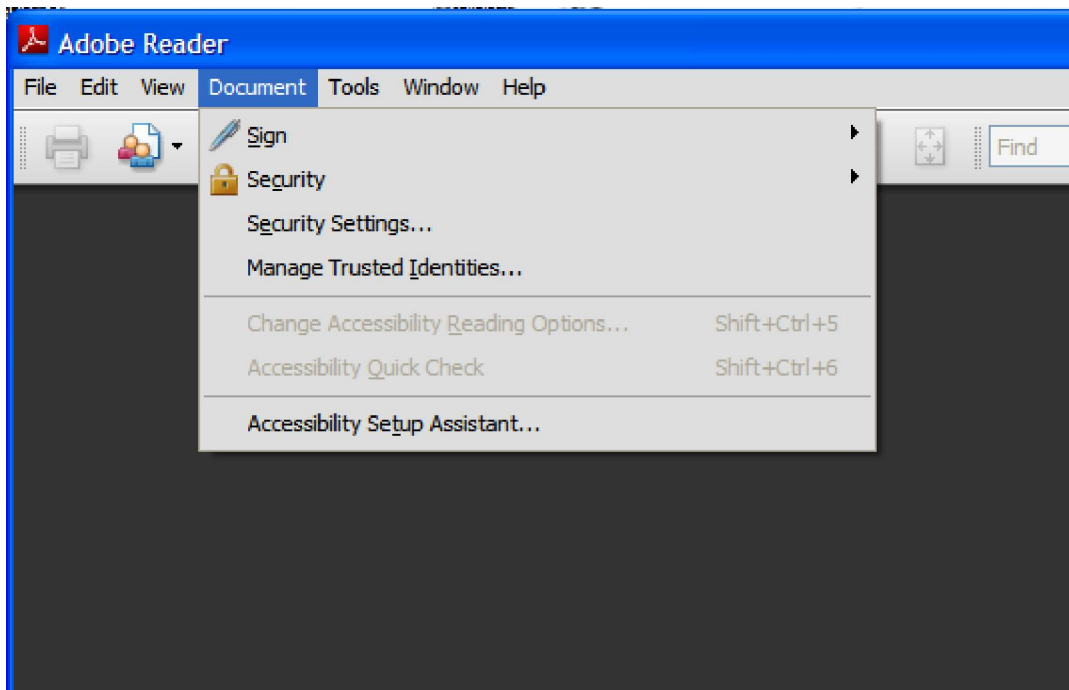 Adobe Reader
File Edit View Document Tools Window Help
Find
Sign
Security
Security Settings...
Manage Trusted Identities...
Change Accessibility Reading Options... Shift+Ctrl+5
Accessibility Quick Check Shift+Ctrl+6
Accessibility Setup Assistant...